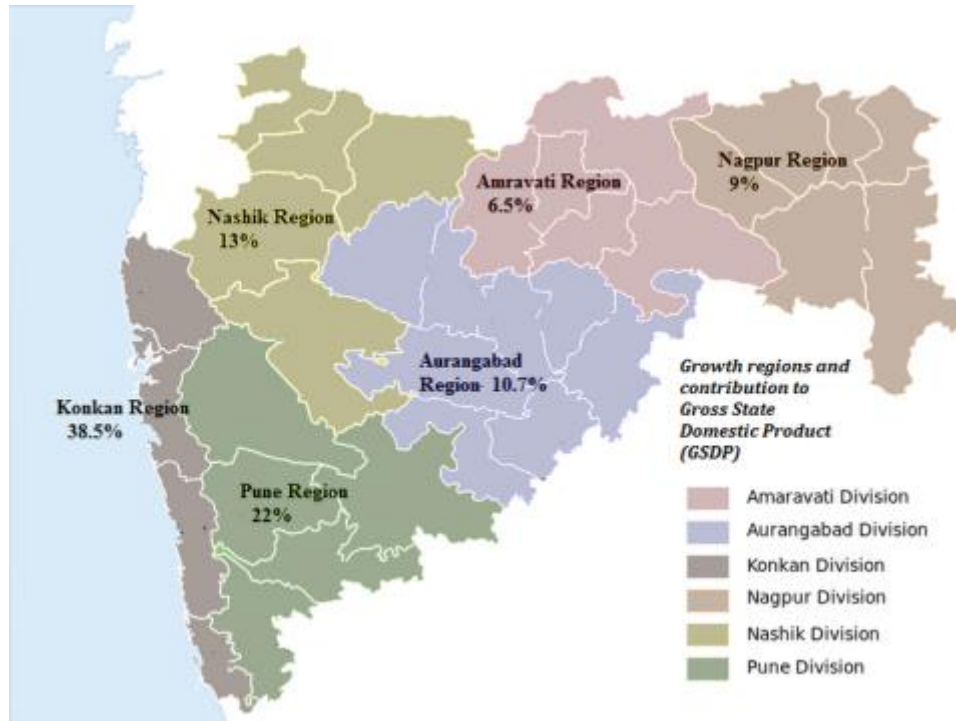 Nagpur Region
9%
Amravati Region
6.5%
Nashik Region
13%
Aurangabad
Region- 10.7%
Konkan Region
38.5%
Pune Region
22%
Growth regions and
contribution to
Gross State
Domestic Product
(GSDP)
Amaravati Division
Aurangabad Division
Konkan Division
Nagpur Division
Nashik Division
Pune Division